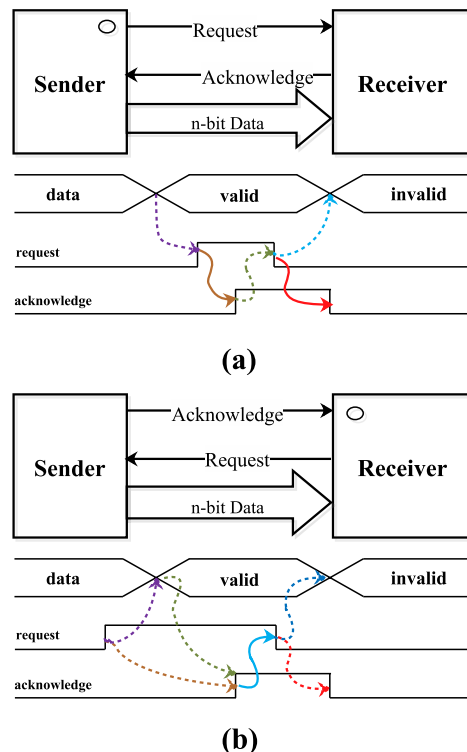 Request
Sender
Acknowledge
Receiver
n-bit Data
data
valid
invalid
request
acknowledge
(a)
Acknowledge
Sender
Request
Receiver
n-bit Data
data
valid
invalid
request
acknowledge
(b)